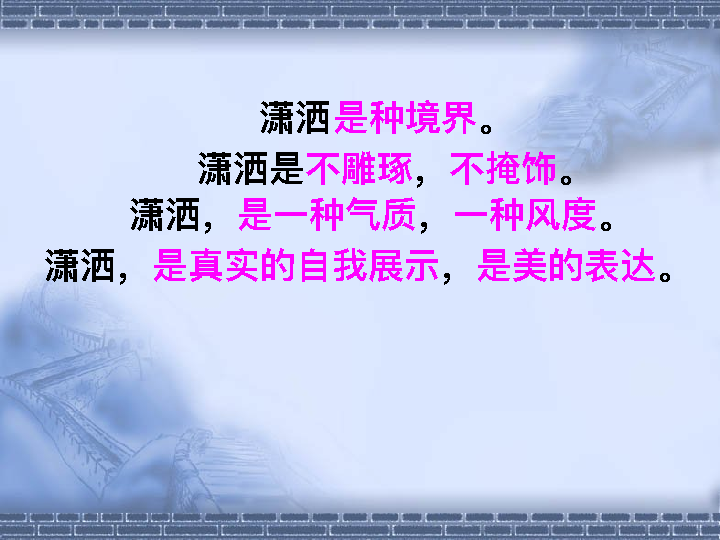 潇洒是种境界。
潇洒是不雕琢，不掩饰。
潇洒，是一种气质，一种风度。
潇洒，是真实的自我展示，是美的表达。